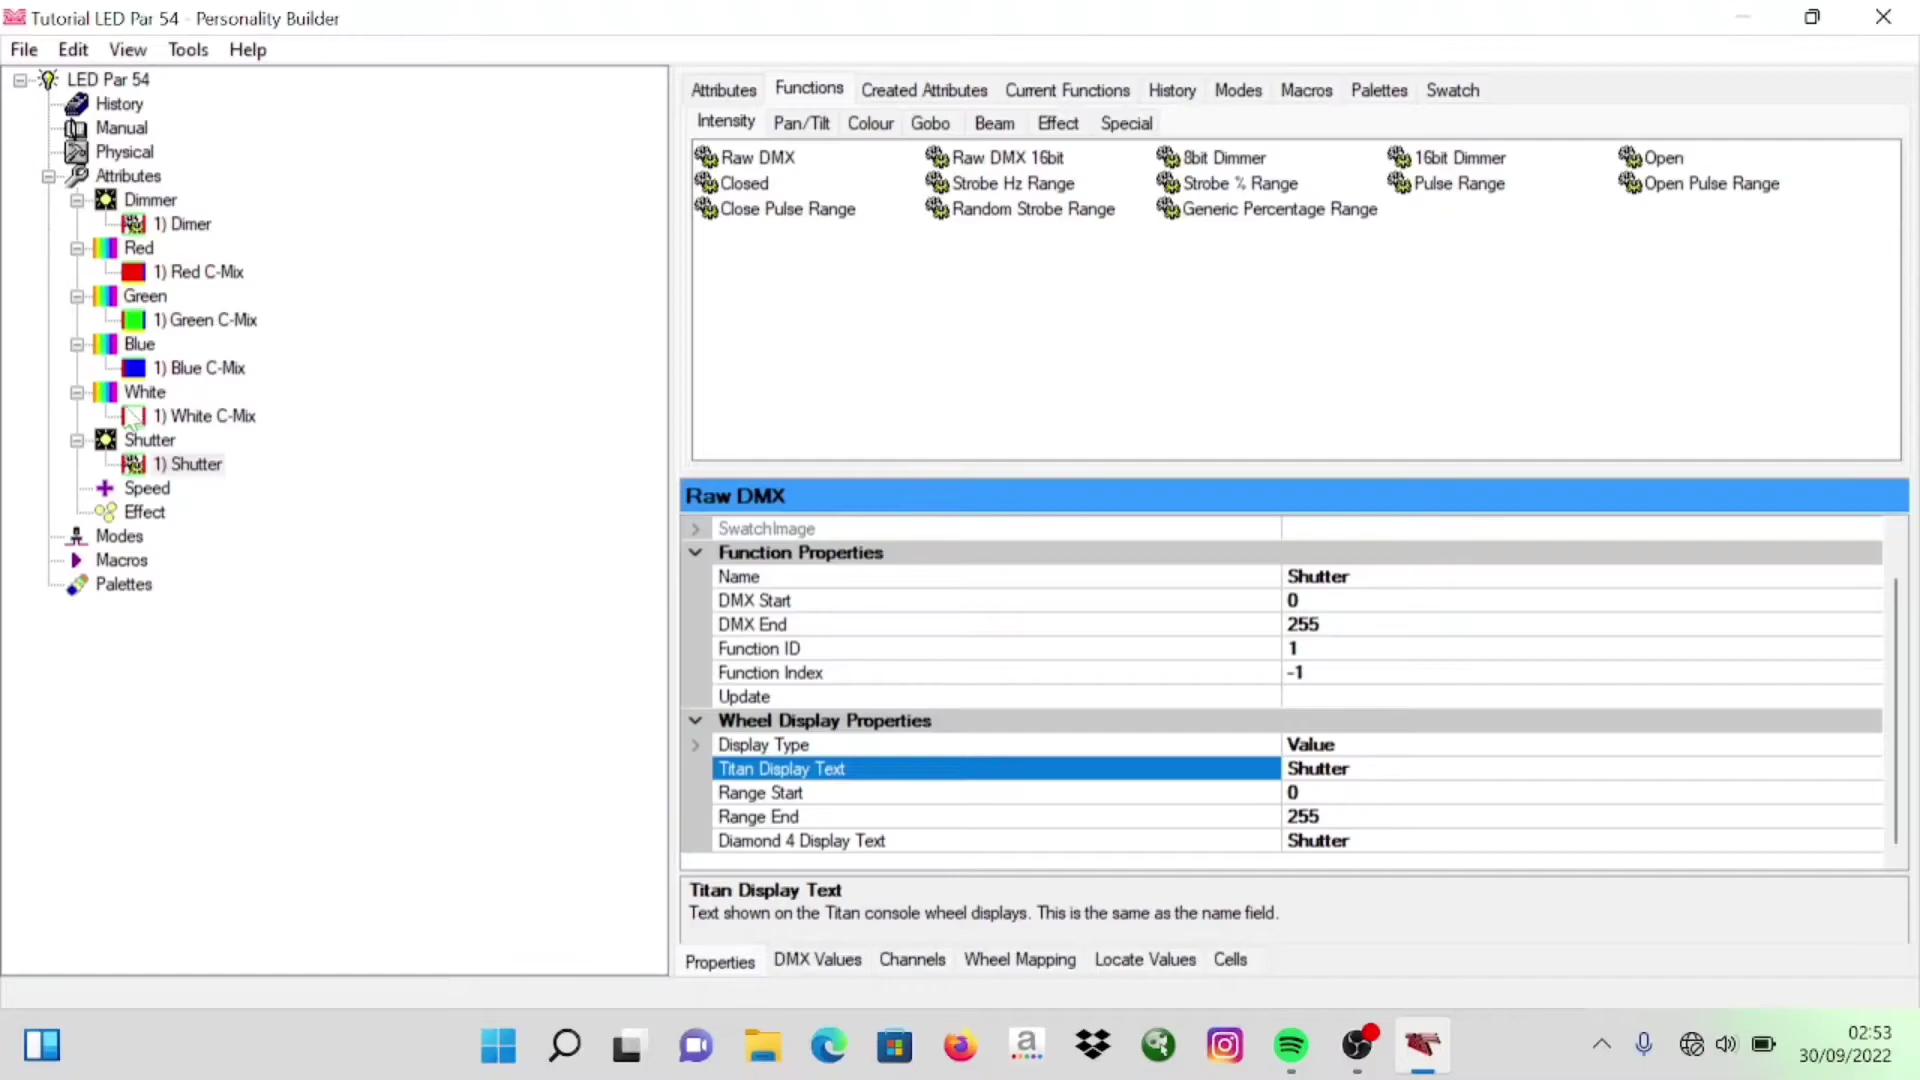 Tutorial LED Par 54 - Personality Builder
File Edit View Tools Help
LED Par 54
History
Manual
Physical
Attributes
Dimmer
1) Dimer
Red
1) Red C-Mix
Green
1) Green C-Mix
Blue
1) Blue C-Mix
White
1) White C-Mix
Shutter
1) Shutter
Speed
Effect
Modes
Macros
Palettes
Attributes Functions Created Attributes Current Functions History Modes Macros Palettes Swatch
Intensity Pan/Tilt Colour Gobo Beam Effect Special
Raw DMX Raw DMX 16bit 8bit Dimmer 16bit Dimmer Open
Closed Strobe Hz Range Strobe % Range Pulse Range Open Pulse Range
Close Pulse Range Random Strobe Range Generic Percentage Range
Raw DMX
SwatchImage
Function Properties
Name Shutter
DMX Start 0
DMX End 255
Function ID 1
Function Index -1
Update
Wheel Display Properties
Display Type Value
Titan Display Text Shutter
Range Start 0
Range End 255
Diamond 4 Display Text Shutter
Titan Display Text
Text shown on the Titan console wheel displays. This is the same as the name field.
Properties DMX Values Channels Wheel Mapping Locate Values Cells
a
02:53
30/09/2022